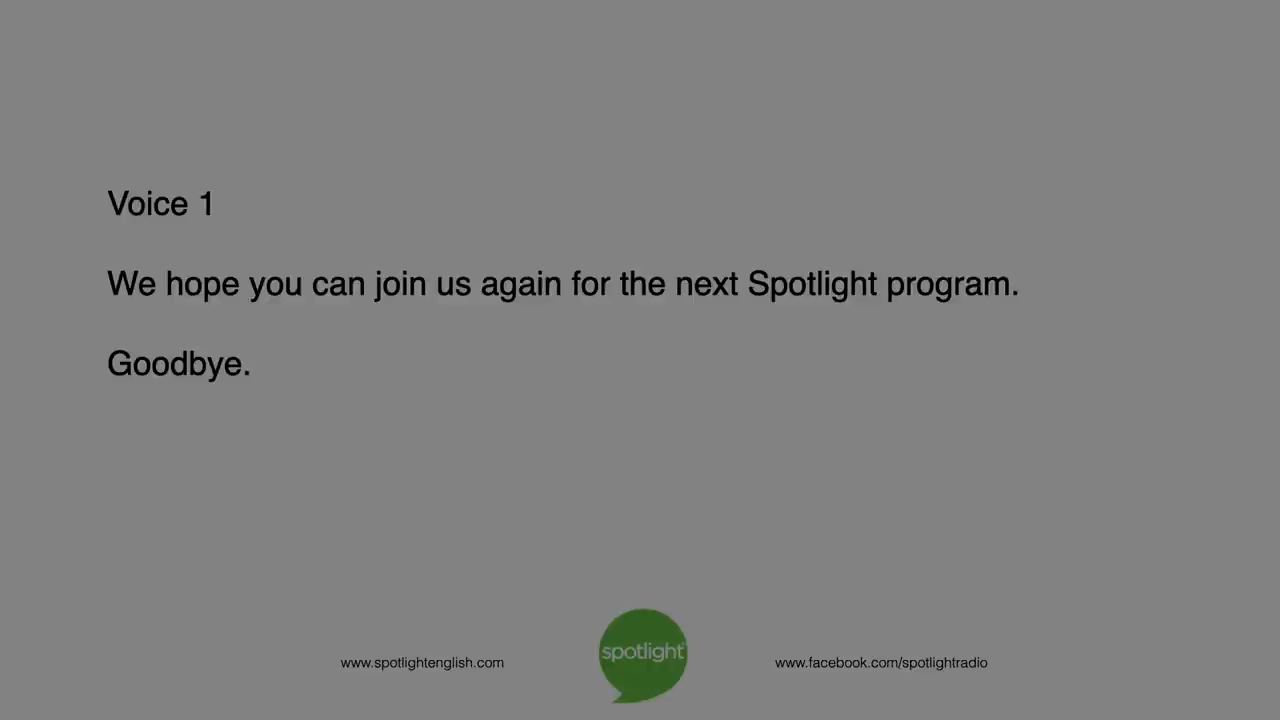 Voice 1
We hope you can join us again for the next Spotlight program.
Goodbye.
www.spotlightenglish.com
spotlight
www.facebook.com/spotlightradio